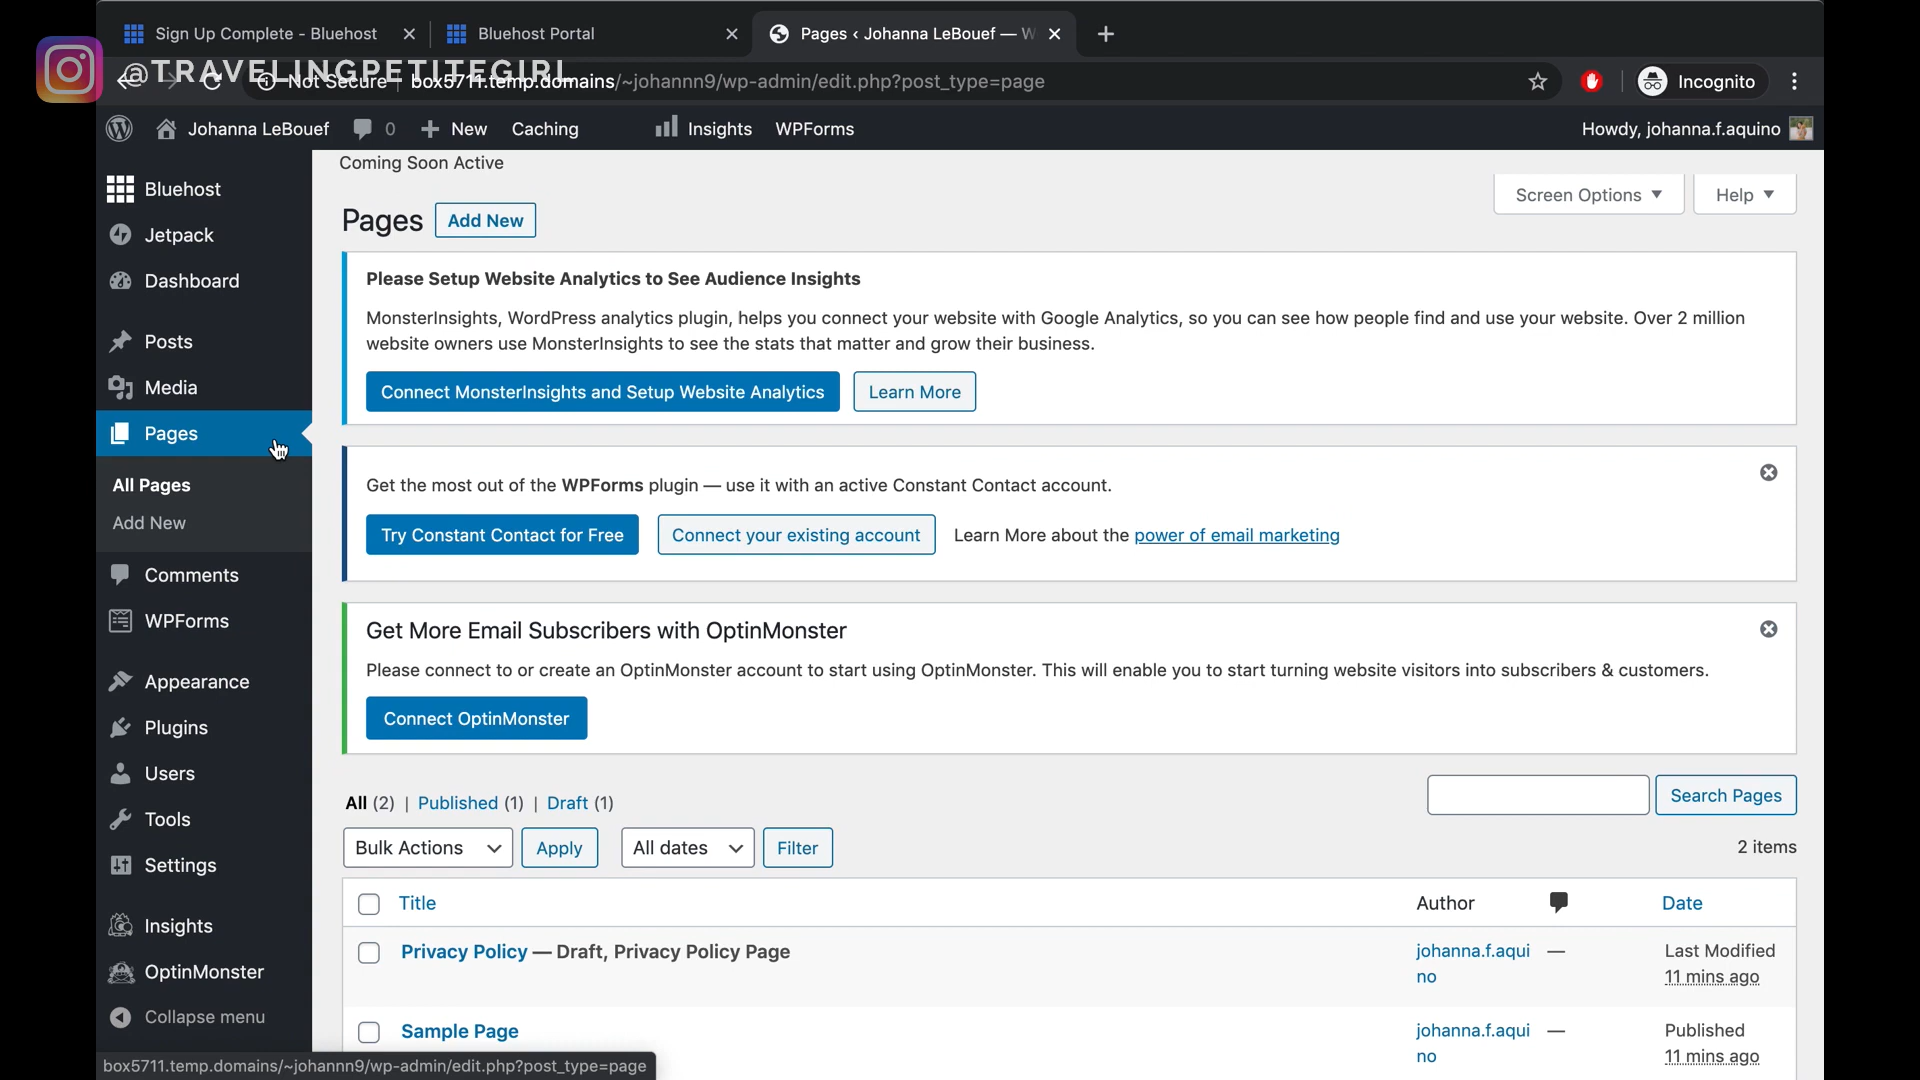 Sign Up Complete - Bluehost
Bluehost Portal
Pages ‹ Johanna LeBouef — W
@TRAVELINGPETITEGIRL
Not Secure | box5711.temp.domains/~johannn9/wp-admin/edit.php?post_type=page
Incognito
Johanna LeBouef 0 + New Caching Insights WPForms
Howdy, johanna.f.aquino
Bluehost
Jetpack
Dashboard
Posts
Media
Pages
All Pages
Add New
Comments
WPForms
Appearance
Plugins
Users
Tools
Settings
Insights
OptinMonster
Collapse menu
Coming Soon Active
Screen Options
Help
Pages Add New
Please Setup Website Analytics to See Audience Insights
MonsterInsights, WordPress analytics plugin, helps you connect your website with Google Analytics, so you can see how people find and use your website. Over 2 million
website owners use MonsterInsights to see the stats that matter and grow their business.
Connect MonsterInsights and Setup Website Analytics
Learn More
Get the most out of the WPForms plugin — use it with an active Constant Contact account.
Try Constant Contact for Free
Connect your existing account
Learn More about the power of email marketing
Get More Email Subscribers with OptinMonster
Please connect to or create an OptinMonster account to start using OptinMonster. This will enable you to start turning website visitors into subscribers & customers.
Connect OptinMonster
All (2) | Published (1) | Draft (1)
Search Pages
Bulk Actions
Apply
All dates
Filter
2 items
Title
Author
Date
Privacy Policy — Draft, Privacy Policy Page
johanna.f.aqui
no
—
Last Modified
11 mins ago
Sample Page
johanna.f.aqui
no
—
Published
11 mins ago
box5711.temp.domains/~johannn9/wp-admin/edit.php?post_type=page